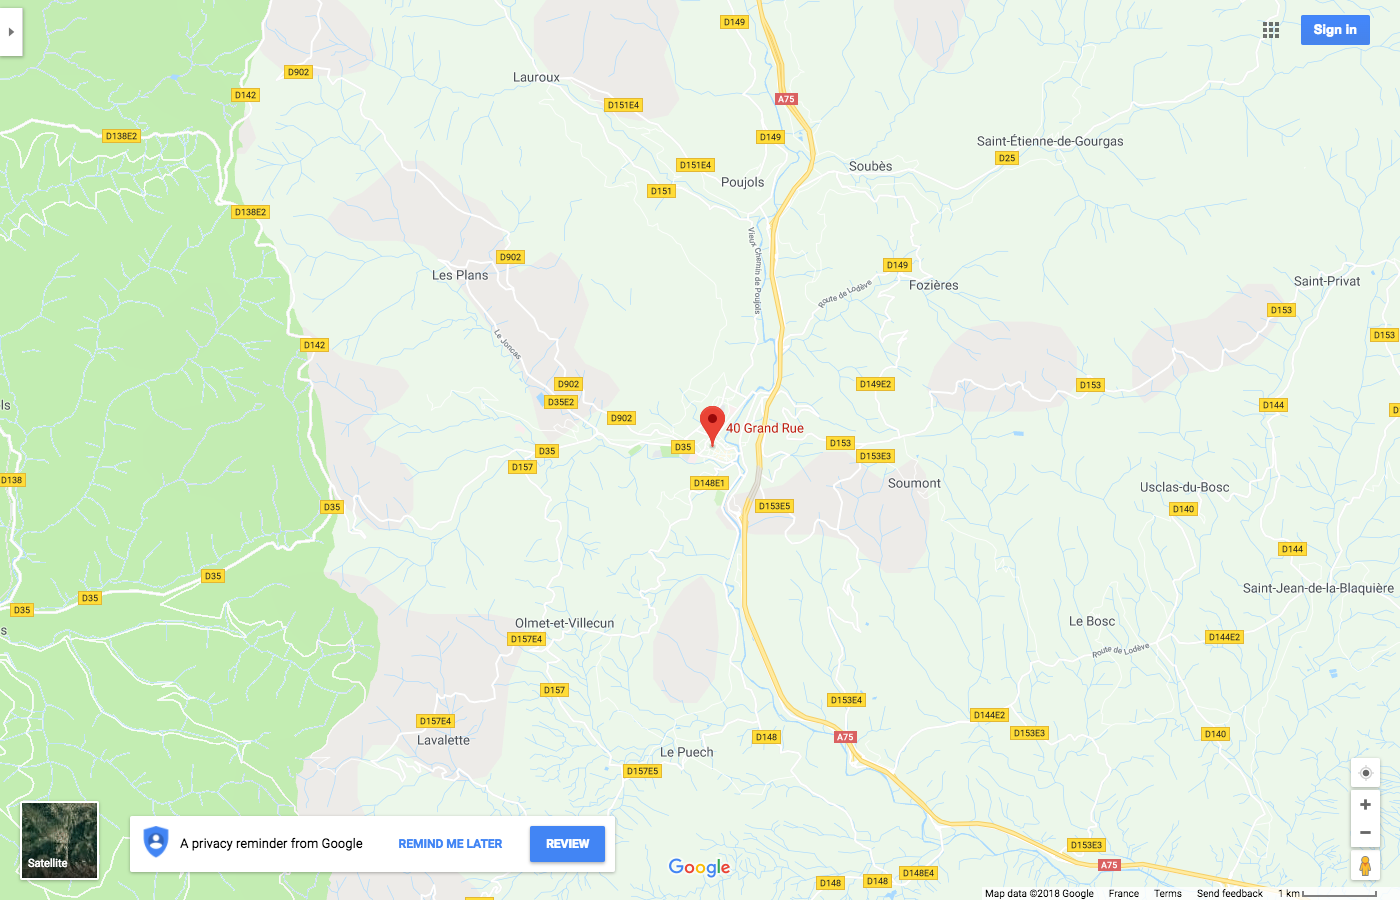 D149
Sign in
D902
Lauroux
D142
A75
D151E4
D138E2
D149
Saint-Étienne-de-Gourgas
D25
D151E4
Soubès
Poujols
D151
D138E2
Vieux Chemin de Poujols
D902
Les Plans
D149
Fozières
Route de Lodève
Saint-Privat
D153
D153
Le Joncas
D142
D902
D149E2
D153
D35E2
ls
D144
D
D902
40 Grand Rue
D35
D153
D35
D153E3
D157
D138
D148E1
Soumont
Usclas-du-Bosc
D35
D153E5
D140
D144
D35
Saint-Jean-de-la-Blaquière
D35
D35
Olmet-et-Villecun
Le Bosc
s
D157E4
D144E2
Route de Lodève
D157
D153E4
D144E2
D157E4
D153E3
D140
Lavalette
D148
A75
Le Puech
D157E5
A privacy reminder from Google
REMIND ME LATER
REVIEW
D153E3
Satellite
Google
A75
D148E4
D148
D148
Map data ©2018 Google
France
Terms
Send feedback
1 km